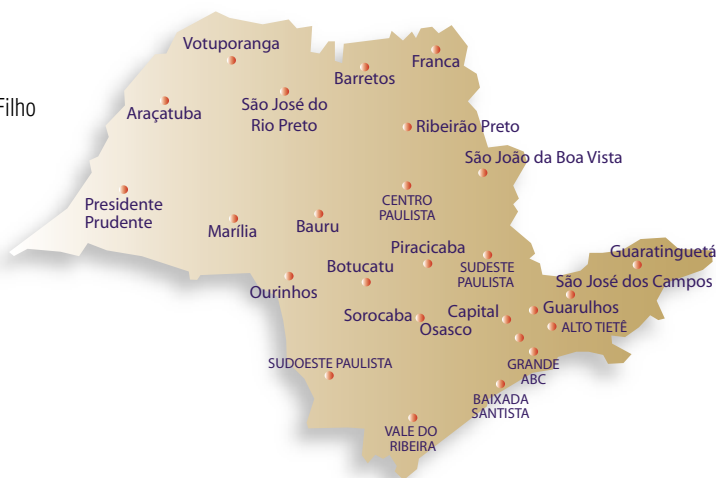 Votuporanga
Franca
Barretos
Filho
Araçatuba
São José do
Rio Preto
Ribeirão Preto
São João da Boa Vista
Presidente
Prudente
CENTRO
PAULISTA
Marília
Bauru
Piracicaba
Guaratinguetá
Botucatu
SUDESTE
PAULISTA
São José dos Campos
Ourinhos
Sorocaba
Capital
Guarulhos
Osasco
ALTO TIETÊ
SUDOESTE PAULISTA
GRANDE
ABC
BAIXADA
SANTISTA
VALE DO
RIBEIRA